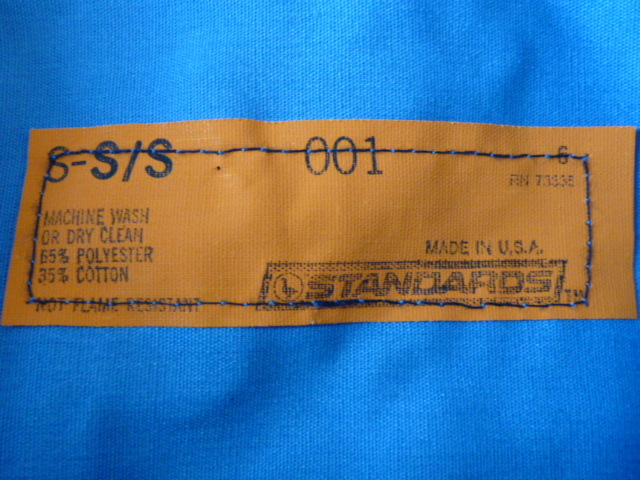 S-S/S 001 6
RN 73335
MACHINE WASH
OR DRY CLEAN
65% POLYESTER
35% COTTON
NOT FLAME RESISTANT
MADE IN U.S.A.
L STANDARDS TM